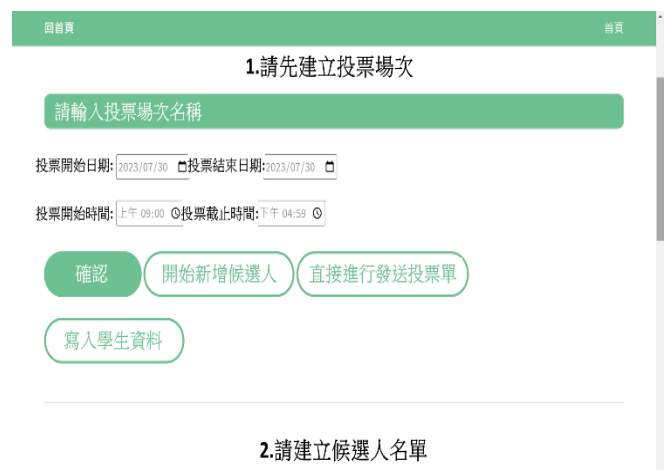 回首頁 首頁
1.請先建立投票場次
請輸入投票場次名稱
投票開始日期: 2023/07/30 投票結束日期:2023/07/30
投票開始時間: 上午 09:00 投票截止時間:下午 04:59
確認 開始新增候選人 直接進行發送投票單
寫入學生資料
2.請建立候選人名單